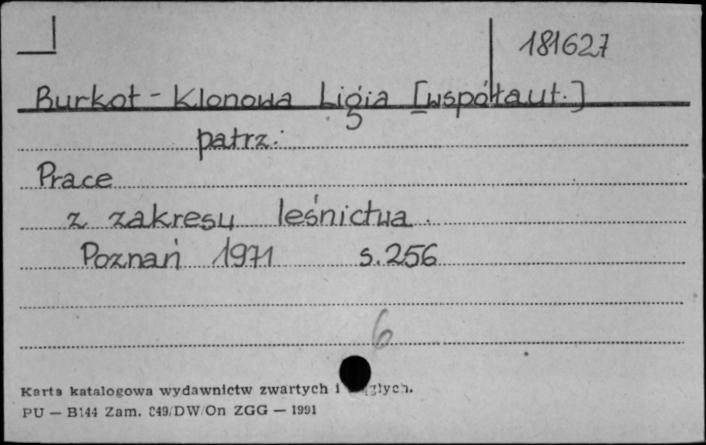 181627
Burkot-Klonowa Ligia [współaut.]
patrz:
Prace
z zakresu leśnictwa.
Poznań 1971 s.256
6
Karta katalogowa wydawnictw zwartych i
PU — B144 Zam. 249/DW/On ZGG — 1991